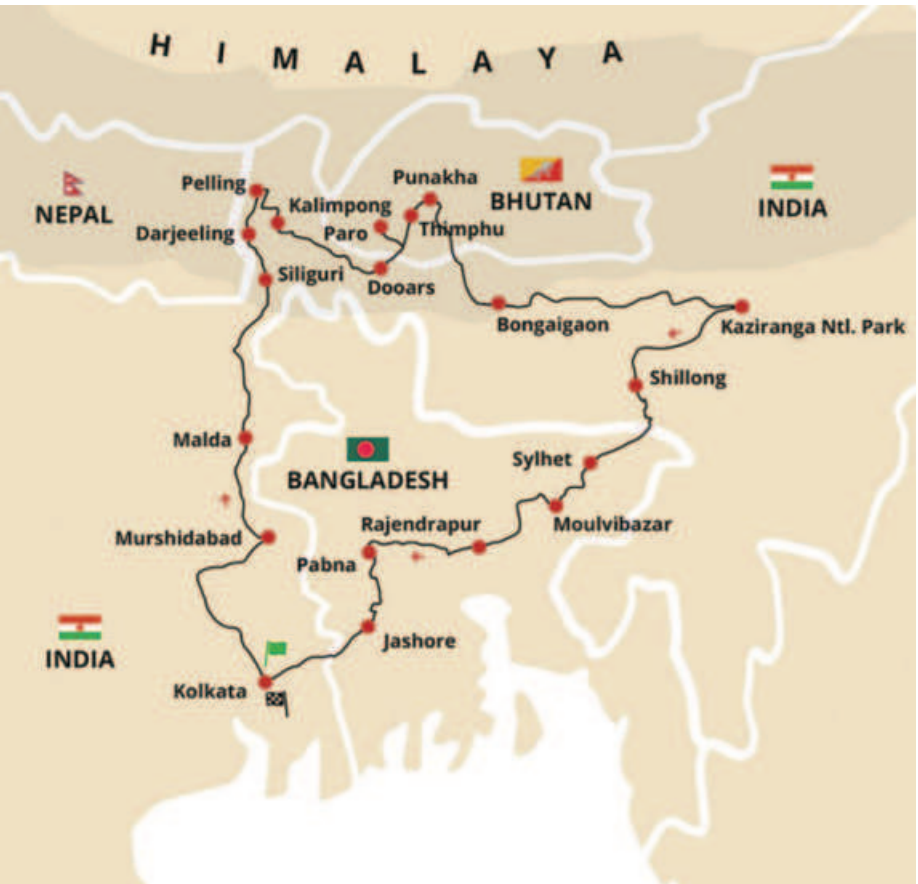 HIMALAYA
Punakha
Pelling
BHUTAN
Kalimpong
NEPAL
INDIA
Darjeeling
Paro
Thimphu
Siliguri
Dooars
Bongaigaon
Kaziranga Ntl. Park
Shillong
Malda
Sylhet
BANGLADESH
Rajendrapur
Moulvibazar
Murshidabad
Pabna
Jashore
INDIA
Kolkata